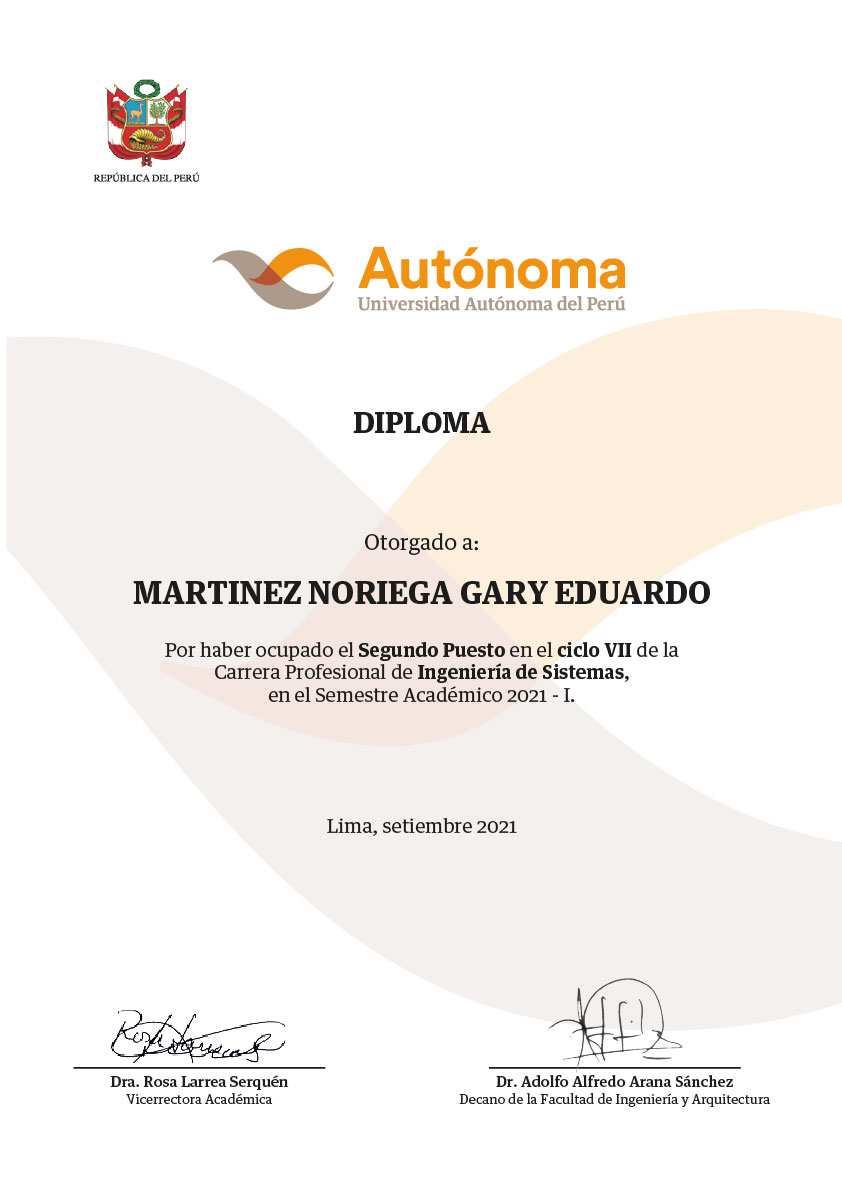 REPÚBLICA DEL PERÚ
Autónoma
Universidad Autónoma del Perú
DIPLOMA
Otorgado a:
MARTINEZ NORIEGA GARY EDUARDO
Por haber ocupado el Segundo Puesto en el ciclo VII de la
Carrera Profesional de Ingeniería de Sistemas,
en el Semestre Académico 2021 - I.
Lima, setiembre 2021
Dra. Rosa Larrea Serquén
Vicerrectora Académica
Dr. Adolfo Alfredo Arana Sánchez
Decano de la Facultad de Ingeniería y Arquitectura